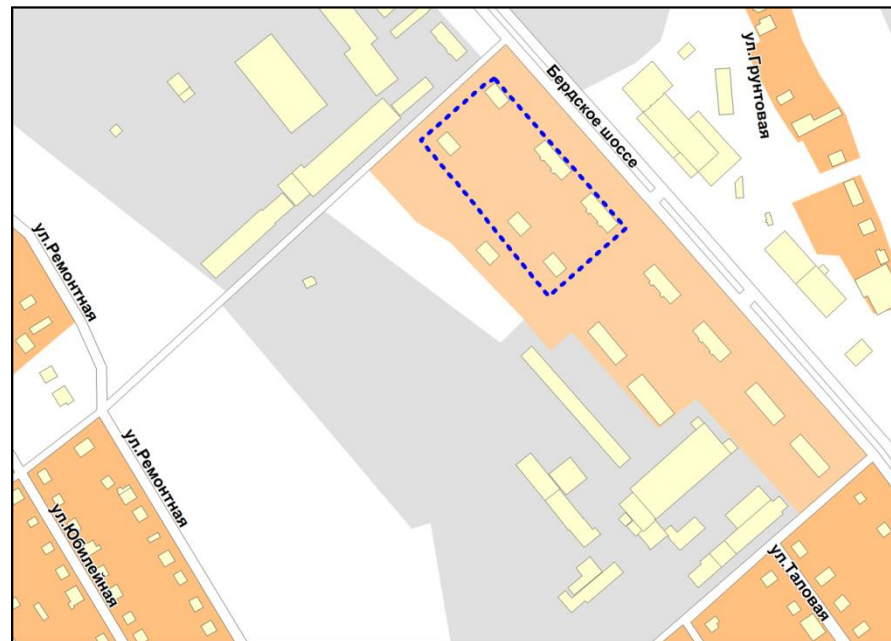 Бердское шоссе
ул.Грунтовая
ул.Ремонтная
ул.Ремонтная
ул.Юбилейная
ул.Таловая